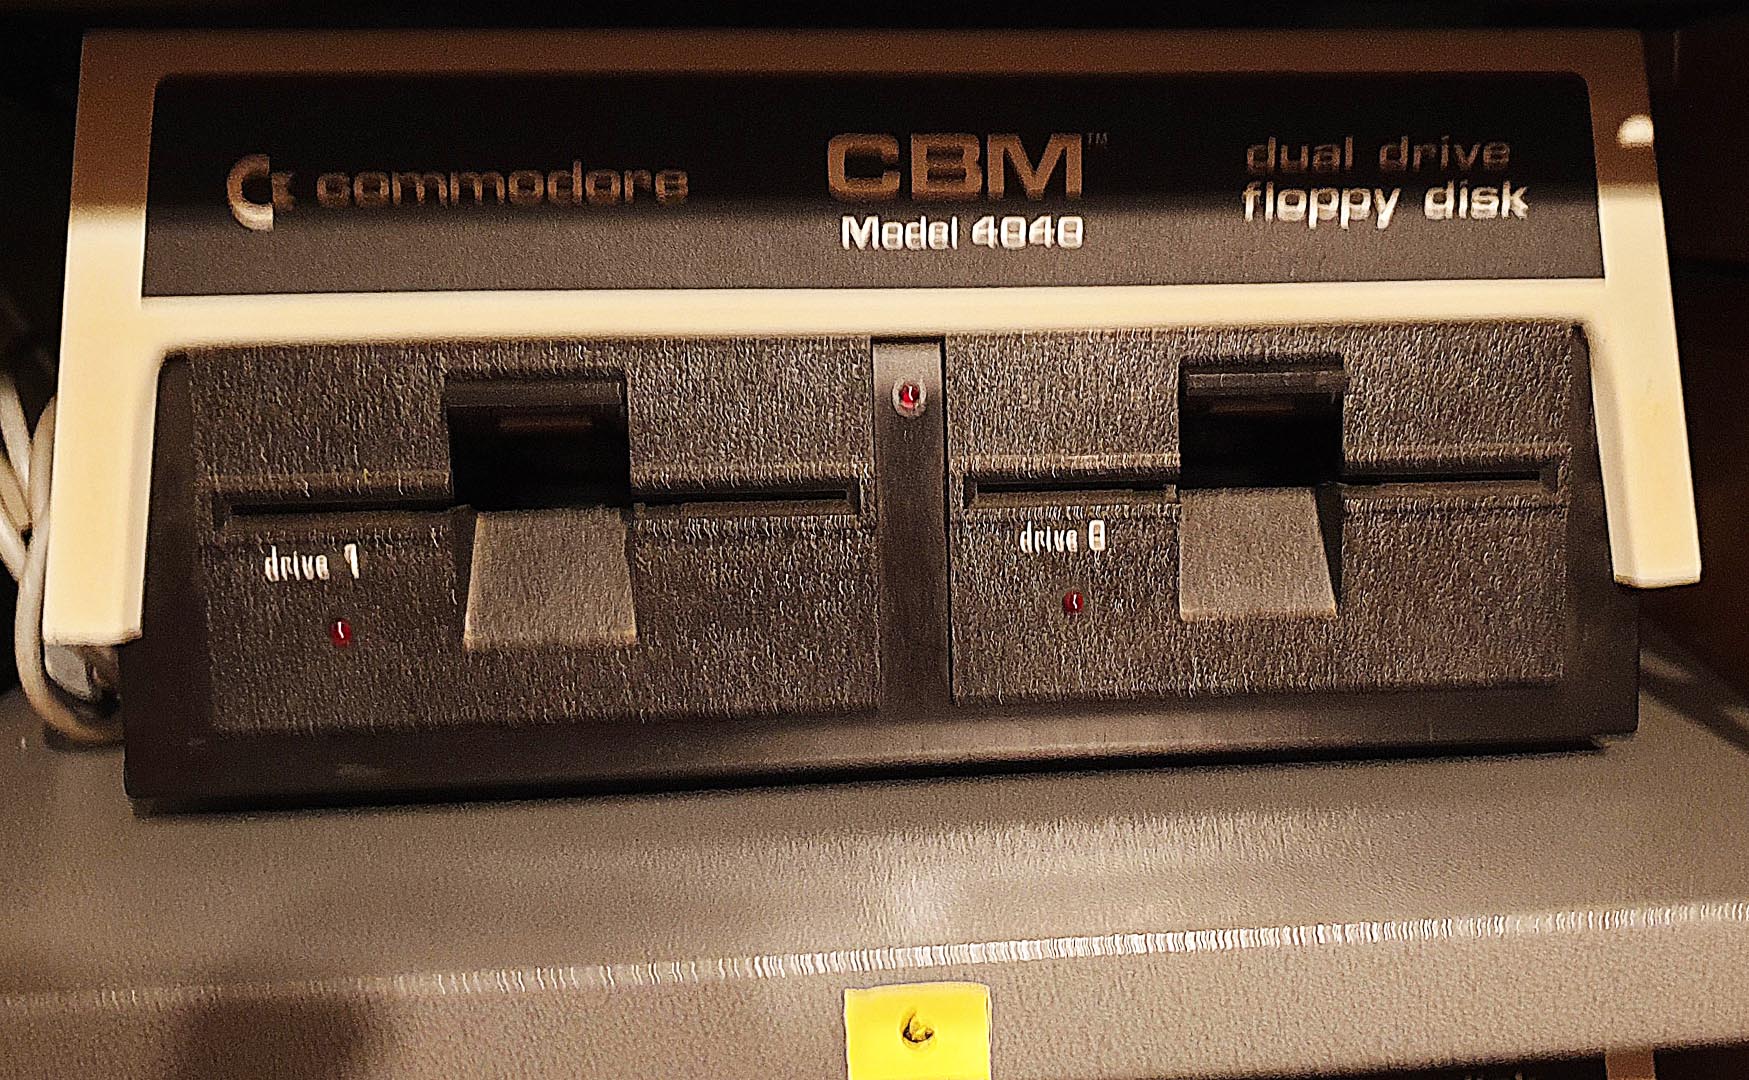 commodore
CBM™
Model 4040
dual drive
floppy disk
drive 1
drive 0